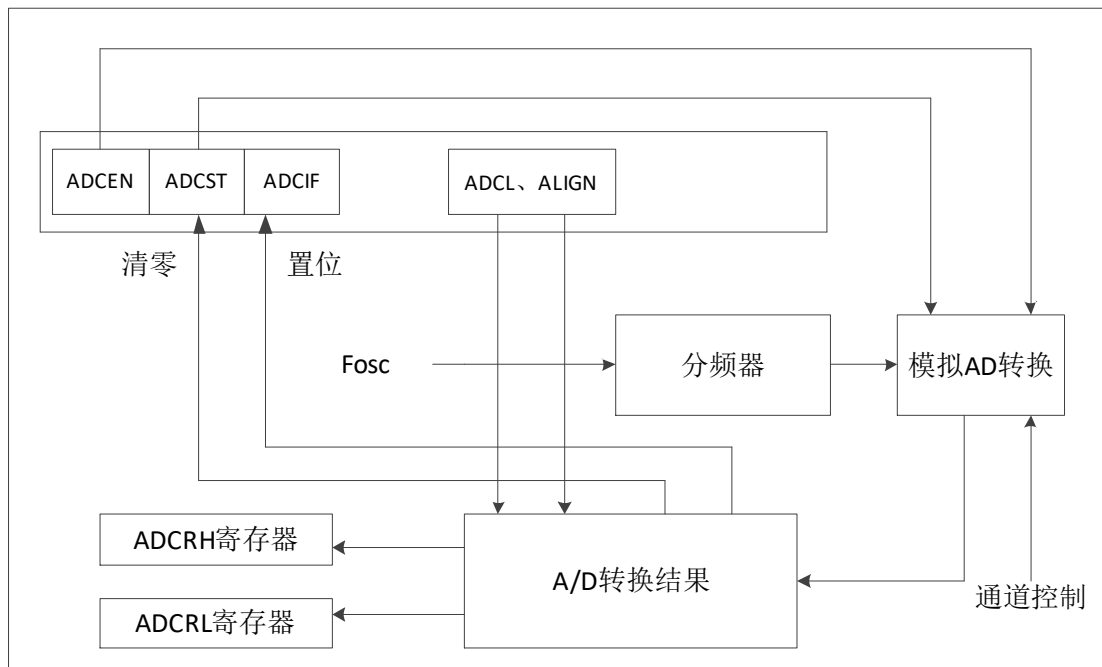 ADCEN
ADCST
ADCIF
ADCL、ALIGN
清零
置位
Fosc
分频器
模拟AD转换
ADCRH寄存器
A/D转换结果
通道控制
ADCRL寄存器